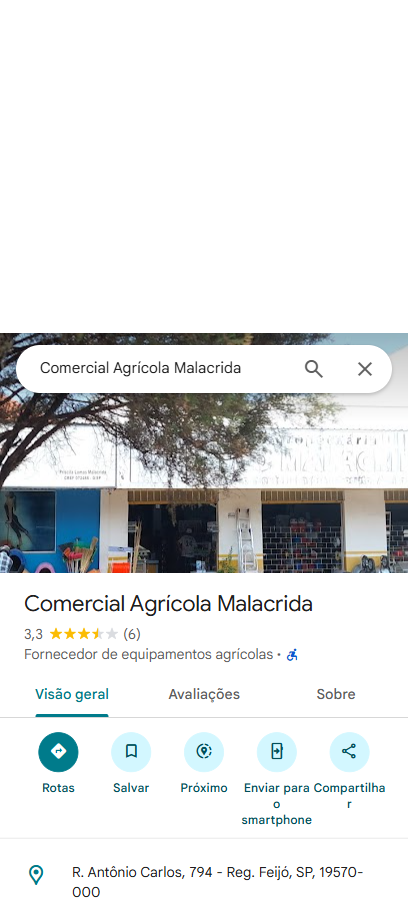 Comercial Agrícola Malacrida
Comercial Agrícola Malacrida
3,3 (6)
Fornecedor de equipamentos agrícolas ·
Visão geral Avaliações Sobre
Rotas Salvar Próximo Enviar para o smartphone Compartilhar
R. Antônio Carlos, 794 - Reg. Feijó, SP, 19570-
000